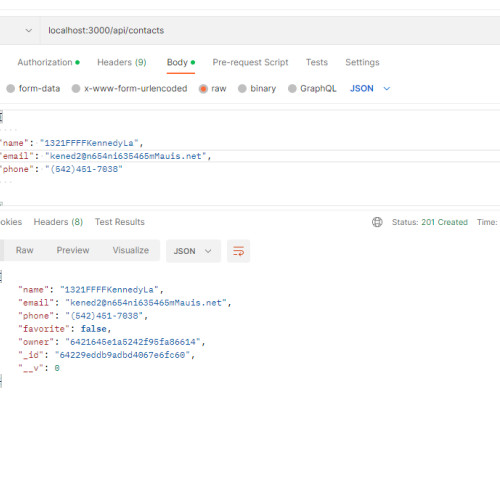 localhost:3000/api/contacts
Authorization Headers (9) Body Pre-request Script Tests Settings
form-data x-www-form-urlencoded raw binary GraphQL JSON
"name": "1321FFFFKennedyLa",
"email": "kened2@n654ni635465mMauis.net",
"phone": "(542)451-7038"
ookies Headers (8) Test Results Status: 201 Created Time:
Raw Preview Visualize JSON
"name": "1321FFFFKennedyLa",
"email": "kened2@n654ni635465mMauis.net",
"phone": "(542)451-7038",
"favorite": false,
"owner": "6421645e1a5242f95fa86614",
"_id": "64229eddb9adbd4067e6fc60",
"__v": 0